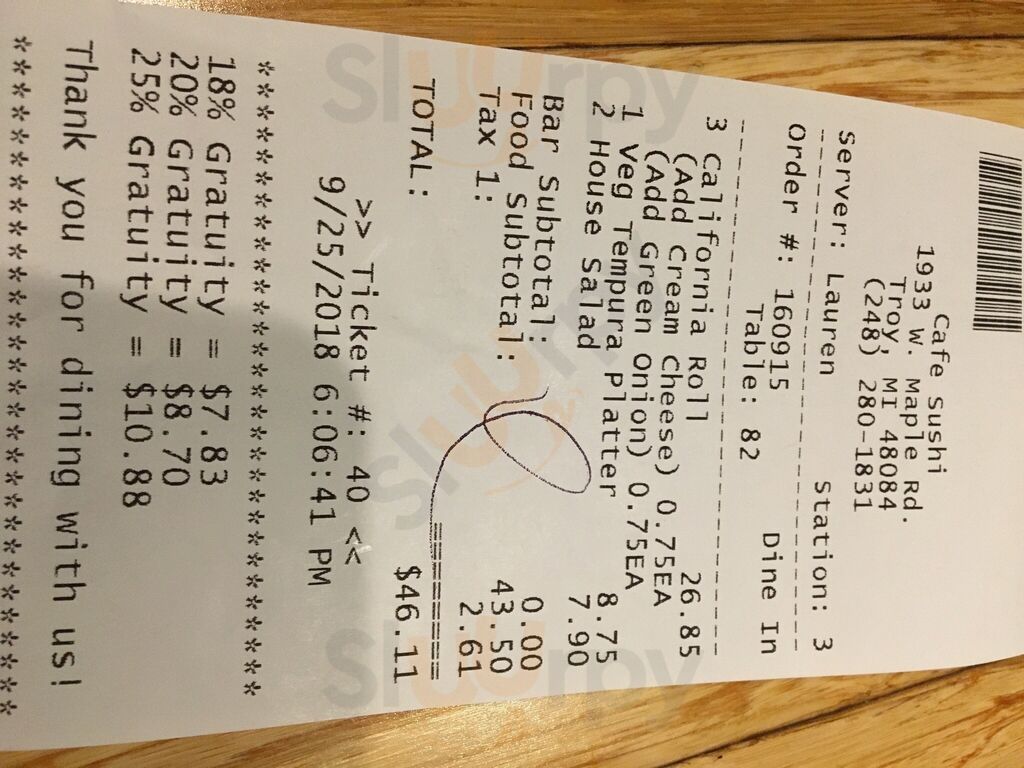 Cafe Sushi
1933 W. Maple Rd.
Troy, MI 48084
(248) 280-1831
Server: Lauren Station: 3
Order #: 160915 Dine In
Table: 82
3 California Roll 26.85
(Add Cream Cheese) 0.75EA
(Add Green Onion) 0.75EA
1 Veg Tempura Platter 8.75
2 House Salad 7.90
Bar Subtotal: 0.00
Food Subtotal: 43.50
Tax 1: 2.61
=======
TOTAL: $46.11
>> Ticket #: 40 <<
9/25/2018 6:06:41 PM
18% Gratuity = $7.83
20% Gratuity = $8.70
25% Gratuity = $10.88
Thank you for dining with us!
sluurpy
sluurpy
sluurpy